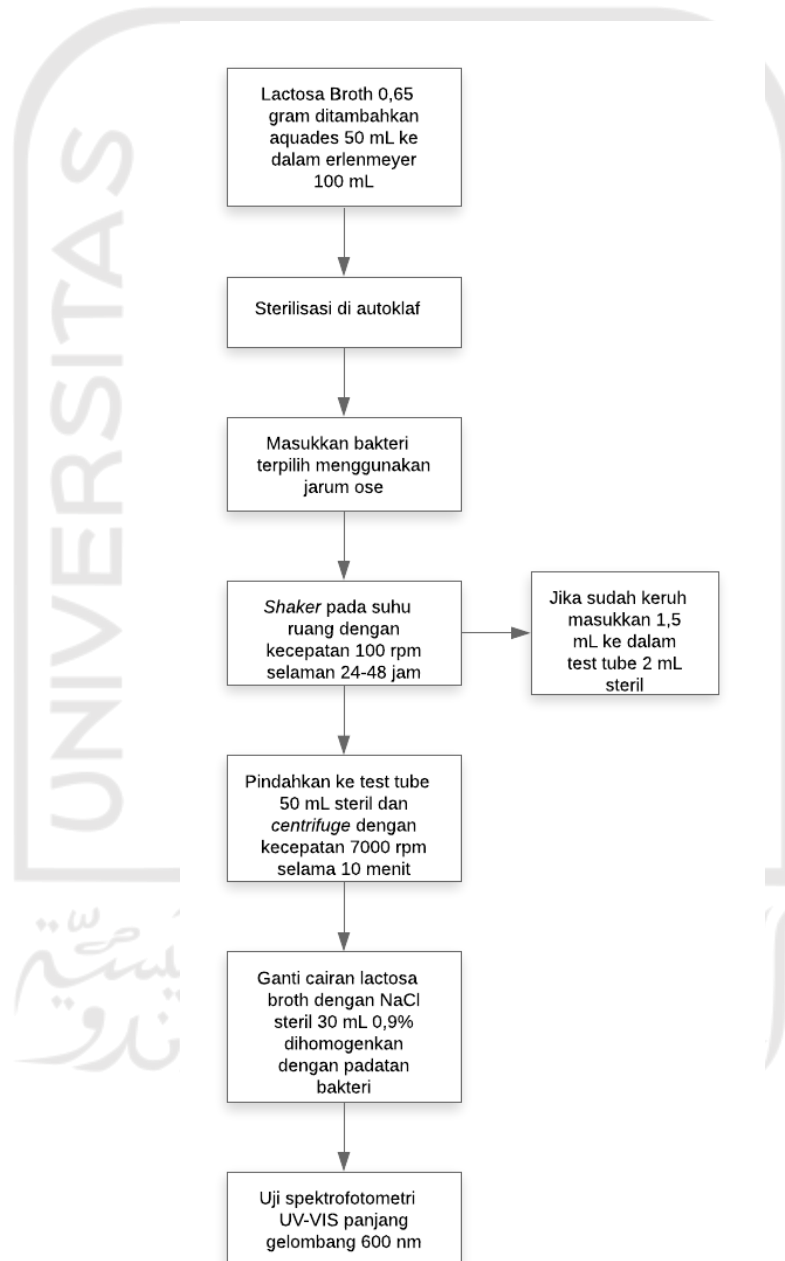 UNIVERSITAS
Lactosa Broth 0,65
gram ditambahkan
aquades 50 mL ke
dalam erlenmeyer
100 mL
Sterilisasi di autoklaf
Masukkan bakteri
terpilih menggunakan
jarum ose
Shaker pada suhu
ruang dengan
kecepatan 100 rpm
selaman 24-48 jam
Jika sudah keruh
masukkan 1,5
mL ke dalam
test tube 2 mL
steril
Pindahkan ke test tube
50 mL steril dan
centrifuge dengan
kecepatan 7000 rpm
selama 10 menit
Ganti cairan lactosa
broth dengan NaCl
steril 30 mL 0,9%
dihomogenkan
dengan padatan
bakteri
Uji spektrofotometri
UV-VIS panjang
gelombang 600 nm